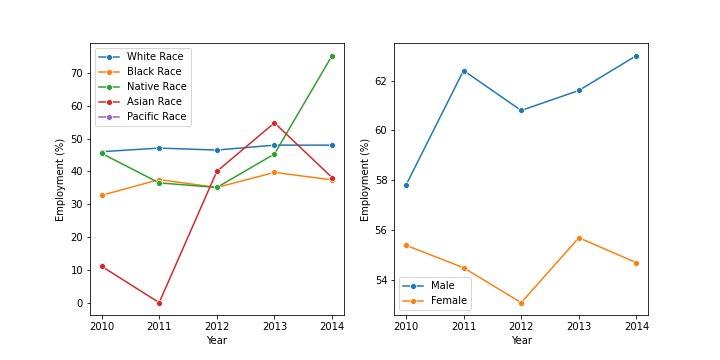 White Race
Black Race
Native Race
Asian Race
Pacific Race
70
60
50
40
30
20
10
0
Employment (%)
2010 2011 2012 2013 2014
Year
62
60
58
56
54
Employment (%)
Male
Female
2010 2011 2012 2013 2014
Year